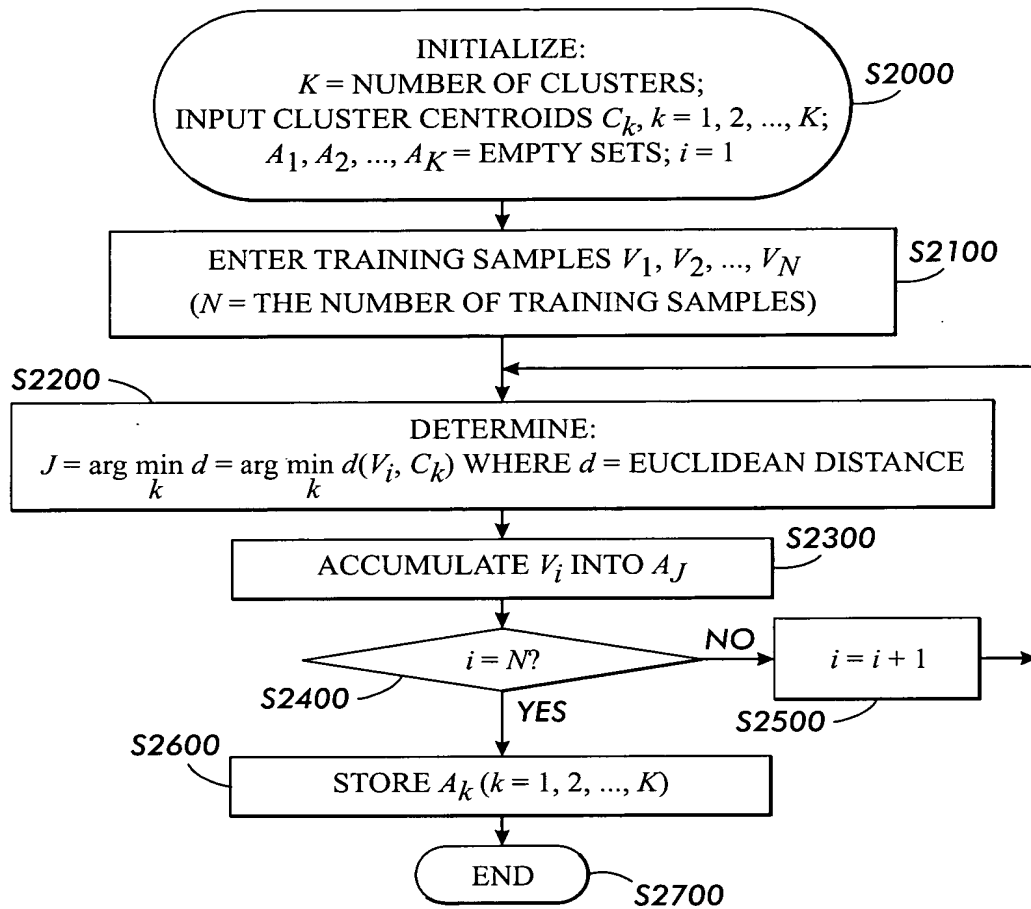 INITIALIZE:
K = NUMBER OF CLUSTERS;
INPUT CLUSTER CENTROIDS Ck, k = 1, 2, ..., K;
A1, A2, ..., AK = EMPTY SETS; i = 1
S2000
ENTER TRAINING SAMPLES V1, V2, ..., VN
(N = THE NUMBER OF TRAINING SAMPLES)
S2100
S2200
DETERMINE:
J = arg min d = arg min d(Vi, Ck) WHERE d = EUCLIDEAN DISTANCE
k k
S2300
ACCUMULATE Vi INTO AJ
i = N?
NO
i = i + 1
S2400
YES
S2500
S2600
STORE Ak (k = 1, 2, ..., K)
END
S2700